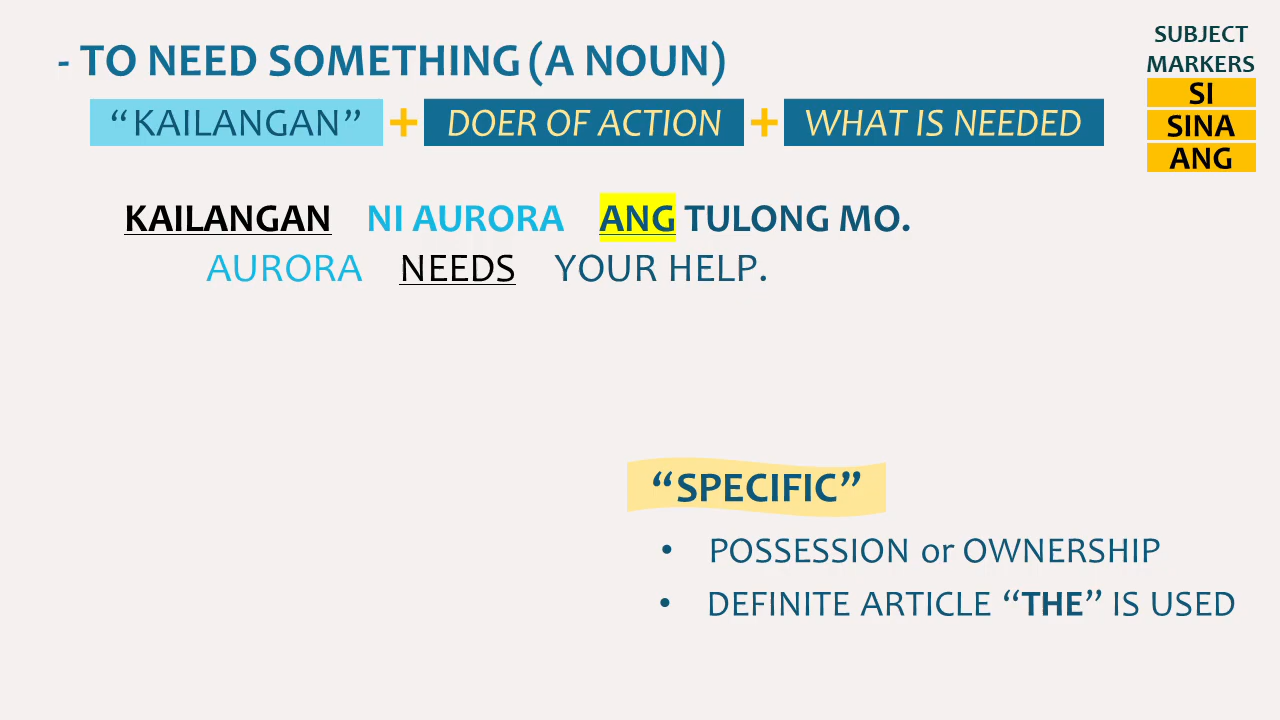 - TO NEED SOMETHING (A NOUN)
“KAILANGAN” + DOER OF ACTION + WHAT IS NEEDED
SUBJECT
MARKERS
SI
SINA
ANG
KAILANGAN NI AURORA ANG TULONG MO.
AURORA NEEDS YOUR HELP.
“SPECIFIC”
• POSSESSION or OWNERSHIP
• DEFINITE ARTICLE “THE” IS USED